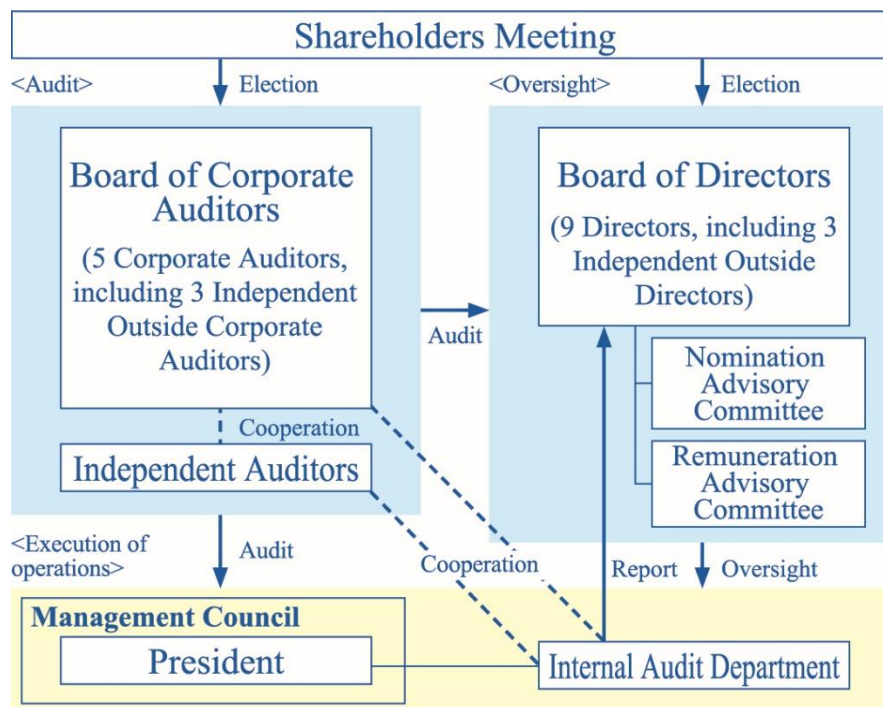 Shareholders Meeting
<Audit>
Election
<Oversight>
Election
Board of Corporate
Auditors
(5 Corporate Auditors,
including 3 Independent
Outside Corporate
Auditors)
Audit
Board of Directors
(9 Directors, including 3
Independent Outside
Directors)
Nomination
Advisory
Committee
Remuneration
Advisory
Committee
Cooperation
Independent Auditors
<Execution of
operations>
Audit
Cooperation
Report
Oversight
Management Council
President
Internal Audit Department